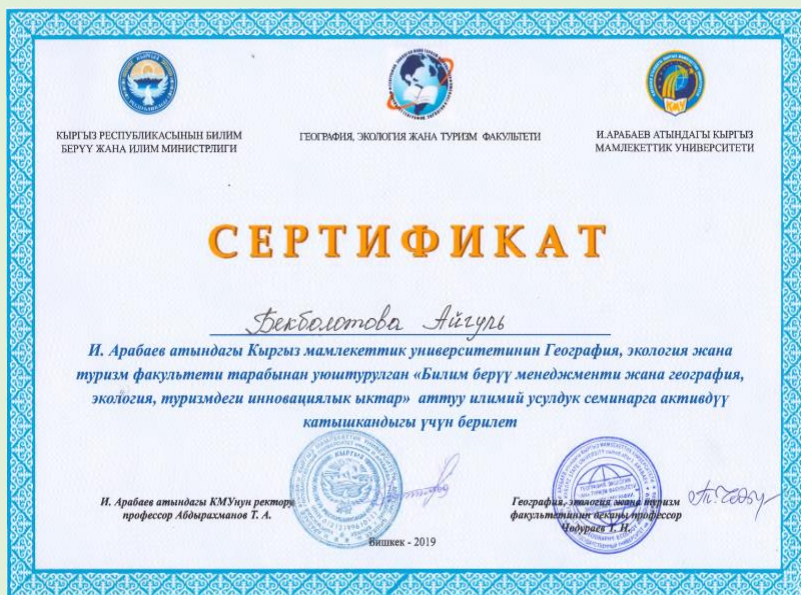 КЫРГЫЗ РЕСПУБЛИКАСЫНЫН БИЛИМ
БЕРҮҮ ЖАНА ИЛИМ МИНИСТРЛИГИ
ГЕОГРАФИЯ, ЭКОЛОГИЯ ЖАНА ТУРИЗМ ФАКУЛЬТЕТИ
КМУ
И.АРАБАЕВ АТЫНДАГЫ КЫРГЫЗ
МАМЛЕКЕТТИК УНИВЕРСИТЕТИ
СЕРТИФИКАТ
Бекболотова Айгуль
И. Арабаев атындагы Кыргыз мамлекеттик университетинин География, экология жана
туризм факультети тарабынан уюштурулган «Билим берүү менеджменти жана география,
экология, туризмдеги инновациялык ыктар» аттуу илимий усулдук семинарга активдүү
катышкандыгы үчүн берилет
И. Арабаев атындагы КМУнун ректору,
профессор Абдырахманов Т. А.
География, экология жана туризм
факультетинин деканы профессор
Чодураев Т. М.
Бишкек - 2019